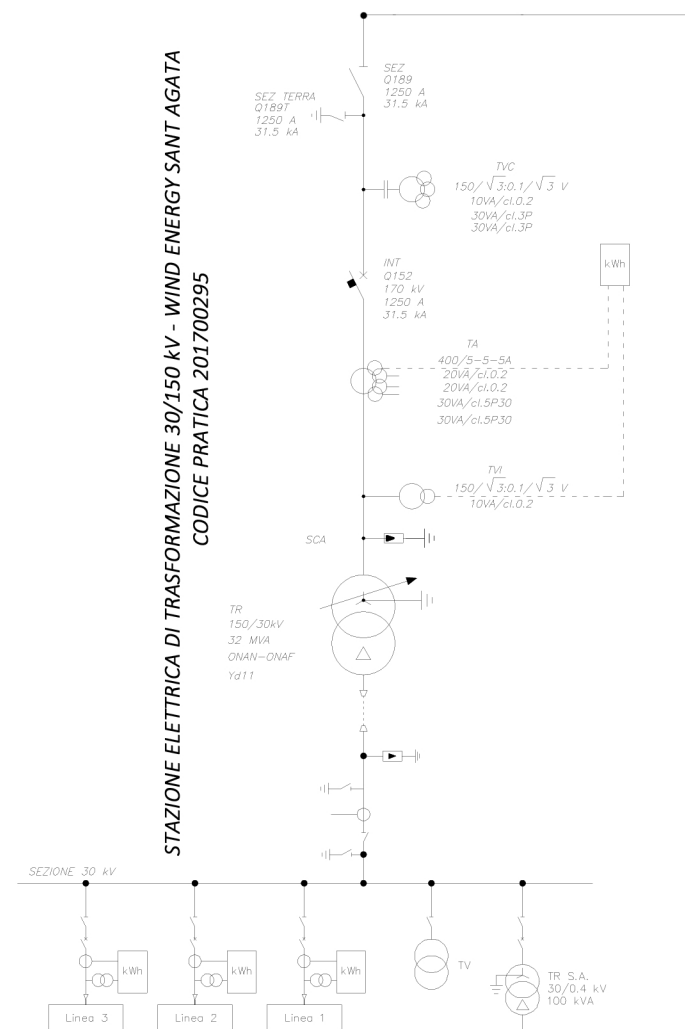 STAZIONE ELETTRICA DI TRASFORMAZIONE 30/150 kV - WIND ENERGY SANT AGATA
CODICE PRATICA 201700295
SEZ
Q189
1250 A
31.5 kA
SEZ TERRA
Q189T
1250 A
31.5 kA
TVC
150/√3:0.1/√3 V
10VA/cl.0.2
30VA/cl.3P
30VA/cl.3P
kWh
INT
Q152
170 kV
1250 A
31.5 kA
TA
400/5-5-5A
20VA/cl.0.2
20VA/cl.0.2
30VA/cl.5P30
30VA/cl.5P30
TVI
150/√3:0.1/√3 V
10VA/cl.0.2
SCA
TR
150/30kV
32 MVA
ONAN-ONAF
Yd11
SEZIONE 30 kV
kWh
kWh
kWh
TV
TR S.A.
30/0.4 kV
100 kVA
Linea 3
Linea 2
Linea 1